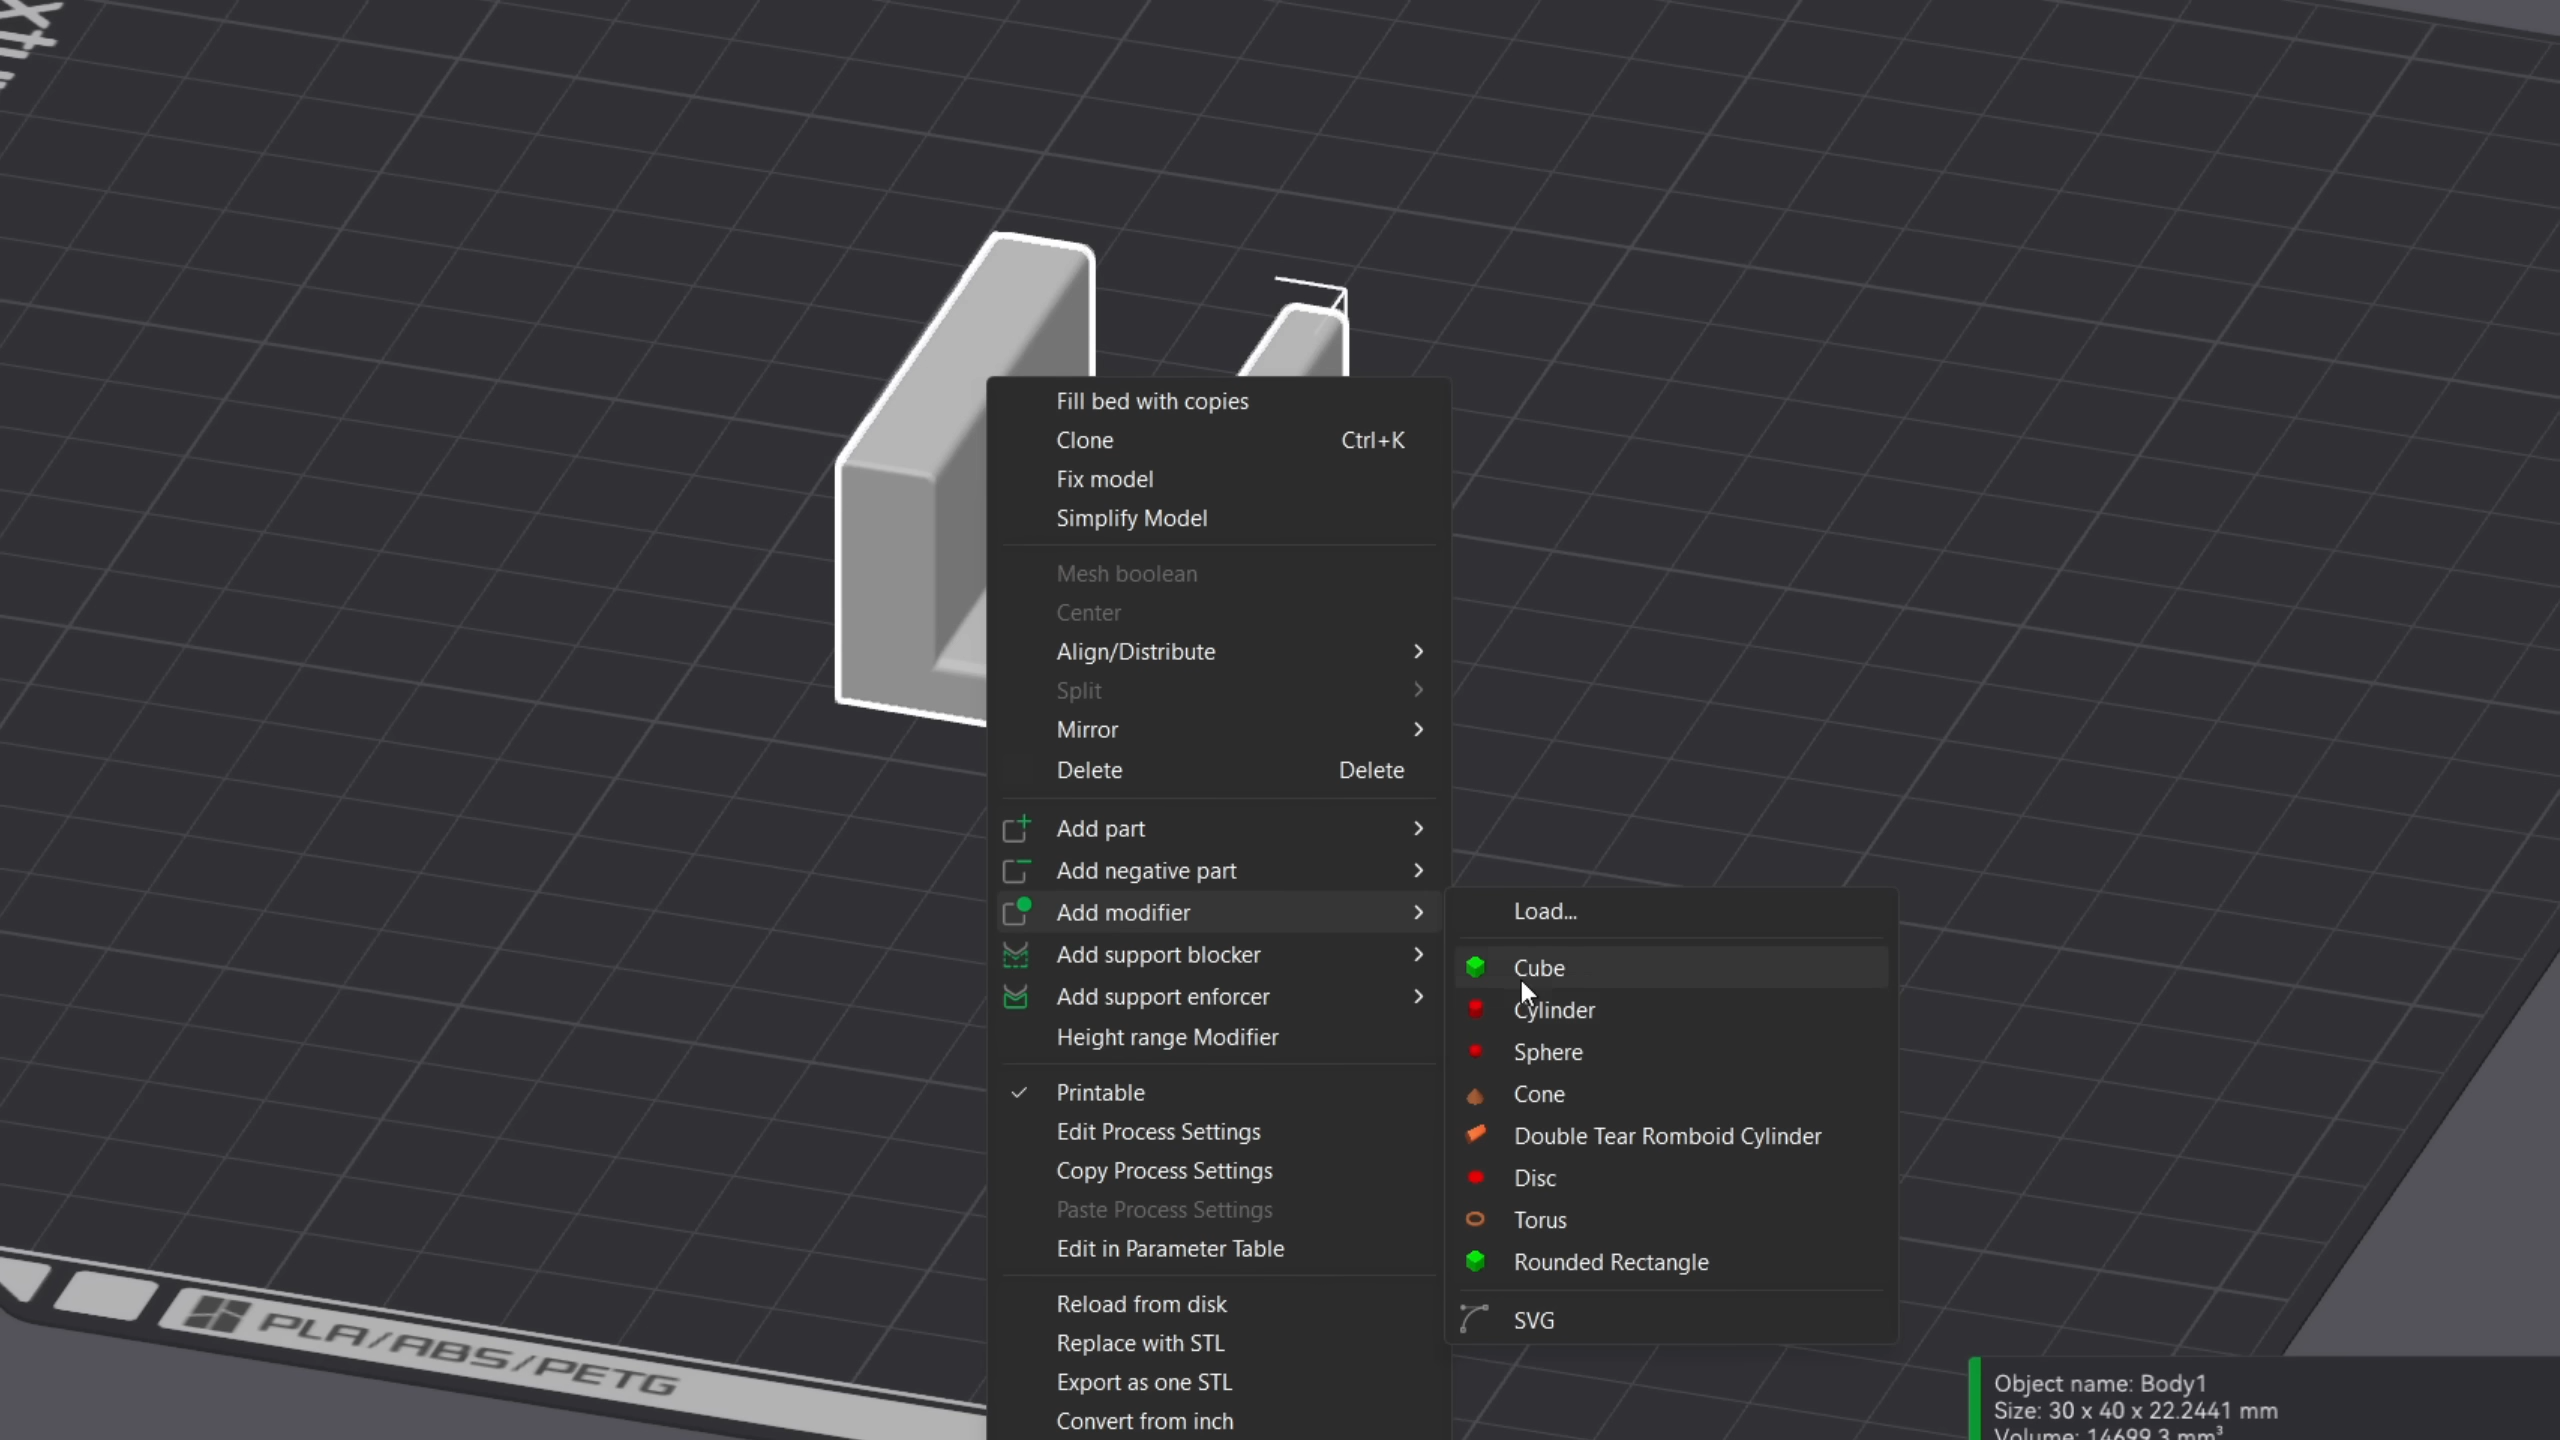 Fill bed with copies
Clone Ctrl+K
Fix model
Simplify Model
Mesh boolean
Center
Align/Distribute
Split
Mirror
Delete Delete
Add part
Add negative part
Add modifier
Add support blocker
Add support enforcer
Height range Modifier
Printable
Edit Process Settings
Copy Process Settings
Paste Process Settings
Edit in Parameter Table
Reload from disk
Replace with STL
Export as one STL
Convert from inch
Load...
Cube
Cylinder
Sphere
Cone
Double Tear Romboid Cylinder
Disc
Torus
Rounded Rectangle
SVG
PLA/ABS/PETG
Object name: Body1
Size: 30 x 40 x 22.2441 mm
Volume: 14699.3 mm³